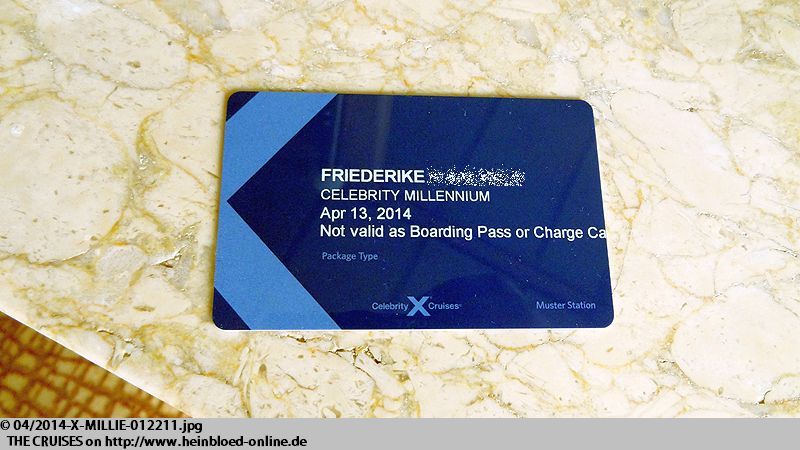 FRIEDERIKE
CELEBRITY MILLENNIUM
Apr 13, 2014
Not valid as Boarding Pass or Charge Ca
Package Type
Celebrity X Cruises
Muster Station
© 04/2014-X-MILLIE-012211.jpg
THE CRUISES on http://www.heinbloed-online.de